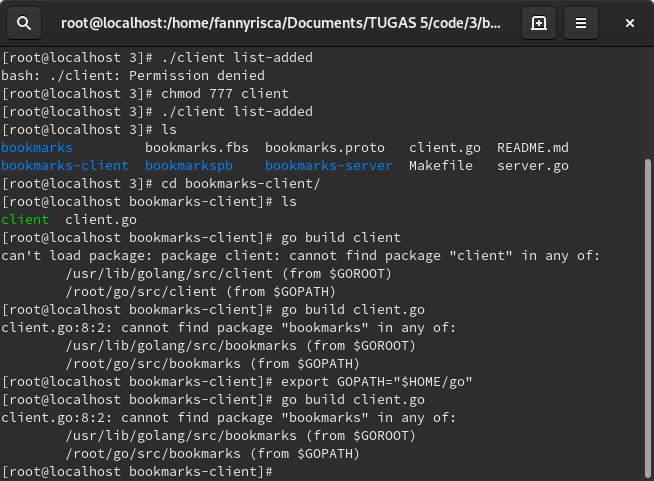 root@localhost:/home/fannyrisca/Documents/TUGAS 5/code/3/b...
[root@localhost 3]# ./client list-added
bash: ./client: Permission denied
[root@localhost 3]# chmod 777 client
[root@localhost 3]# ./client list-added
[root@localhost 3]# ls
bookmarks         bookmarks.fbs  bookmarks.proto   client.go  README.md
bookmarks-client  bookmarkspb    bookmarks-server  Makefile   server.go
[root@localhost 3]# cd bookmarks-client/
[root@localhost bookmarks-client]# ls
client  client.go
[root@localhost bookmarks-client]# go build client
can't load package: package client: cannot find package "client" in any of:
        /usr/lib/golang/src/client (from $GOROOT)
        /root/go/src/client (from $GOPATH)
[root@localhost bookmarks-client]# go build client.go
client.go:8:2: cannot find package "bookmarks" in any of:
        /usr/lib/golang/src/bookmarks (from $GOROOT)
        /root/go/src/bookmarks (from $GOPATH)
[root@localhost bookmarks-client]# export GOPATH="$HOME/go"
[root@localhost bookmarks-client]# go build client.go
client.go:8:2: cannot find package "bookmarks" in any of:
        /usr/lib/golang/src/bookmarks (from $GOROOT)
        /root/go/src/bookmarks (from $GOPATH)
[root@localhost bookmarks-client]#